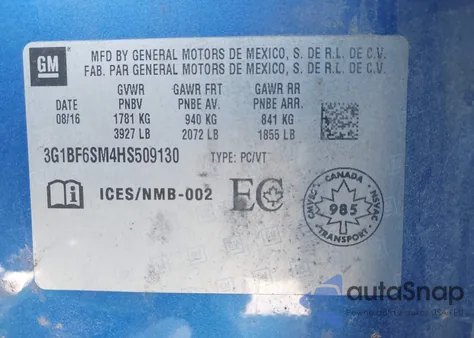 GM
MFD BY GENERAL MOTORS DE MEXICO, S. DE R.L. DE C.V.
FAB. PAR GENERAL MOTORS DE MEXICO, S. DE R.L. DE C.V.
GVWR GAWR FRT GAWR RR
DATE PNBV PNBE AV. PNBE ARR.
08/16 1781 KG 940 KG 841 KG
3927 LB 2072 LB 1855 LB
3G1BF6SM4HS509130 TYPE: PC/VT
ICES/NMB-002 EC
CANADA
CMVSS NSVAC
985
TRANSPORT
autoSnap